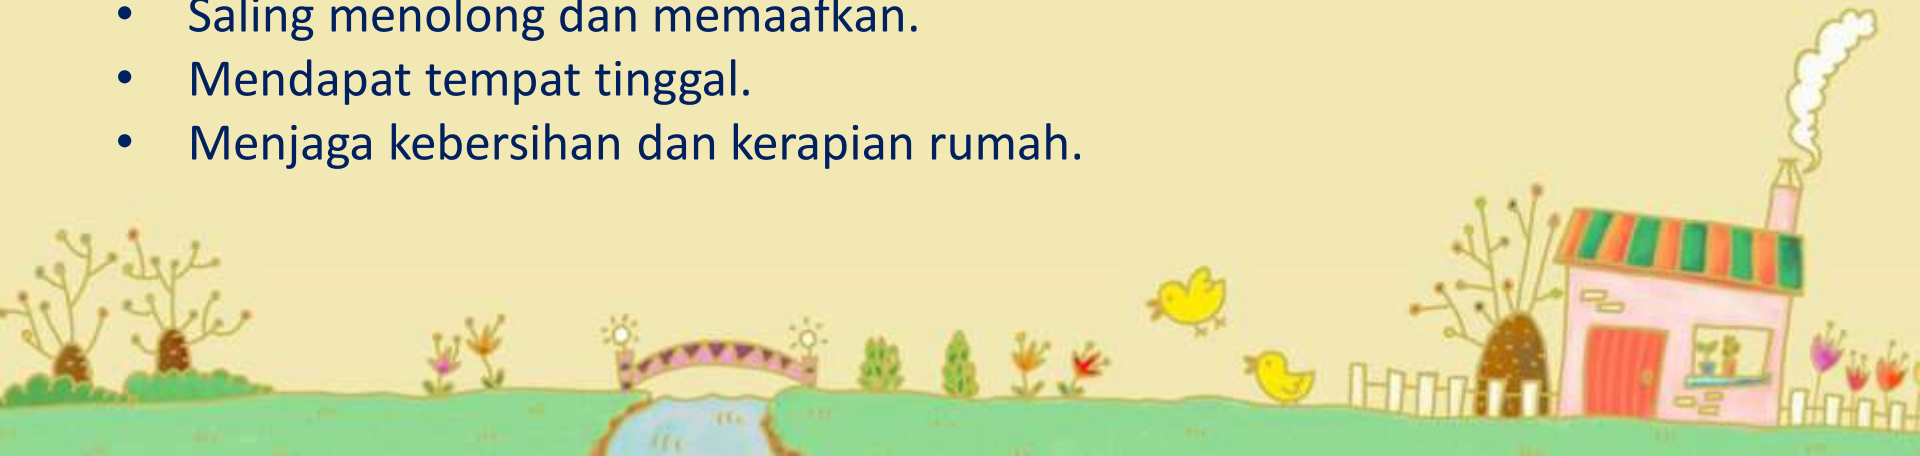 • Saling menolong dan memaafkan.
• Mendapat tempat tinggal.
• Menjaga kebersihan dan kerapian rumah.